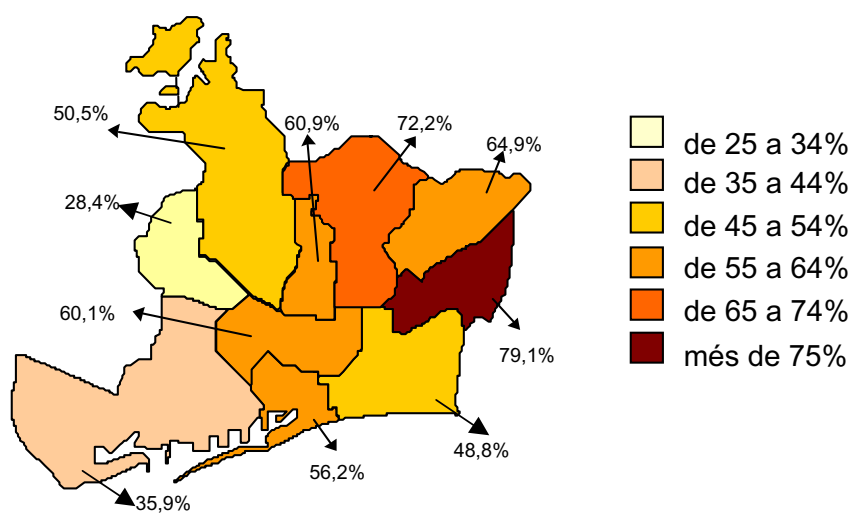 50,5%
60,9%
72,2%
64,9%
28,4%
60,1%
79,1%
48,8%
56,2%
35,9%
de 25 a 34%
de 35 a 44%
de 45 a 54%
de 55 a 64%
de 65 a 74%
més de 75%